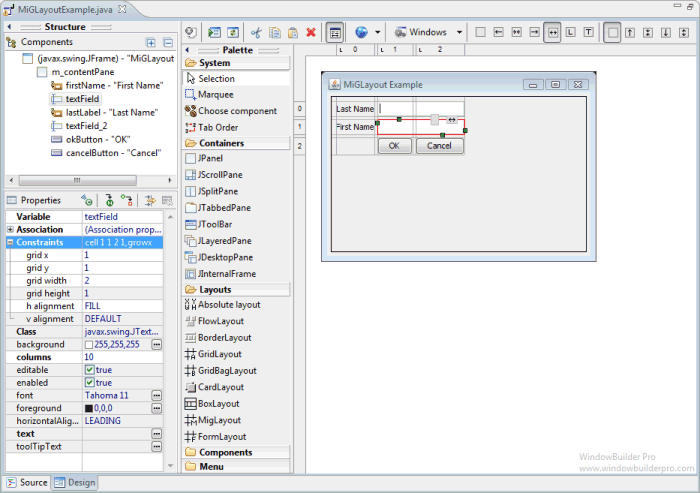 MiGLayoutExample.java
Structure
Components
(javax.swing.JFrame) - "MiGLayout
m_contentPane
firstName - "First Name"
textField
lastLabel - "Last Name"
textField_2
okButton - "OK"
cancelButton - "Cancel"
Properties
Variable textField
Association (Association prop...
Constraints cell 1 1 2 1,growx
grid x 1
grid y 1
grid width 2
grid height 1
h alignment FILL
v alignment DEFAULT
Class javax.swing.JText...
background 255,255,255
columns 10
editable true
enabled true
font Tahoma 11
foreground 0,0,0
horizontalAlig... LEADING
text
toolTipText
Source Design
Palette
System
Selection
Marquee
Choose component
Tab Order
Containers
JPanel
JScrollPane
JSplitPane
JTabbedPane
JToolBar
JLayeredPane
JDesktopPane
JInternalFrame
Layouts
Absolute layout
FlowLayout
BorderLayout
GridLayout
GridBagLayout
CardLayout
BoxLayout
MigLayout
FormLayout
Components
Menu
Windows
L T
L 0 L 1 L 2
0
1
2
MiGLayout Example
Last Name
First Name
OK Cancel
WindowBuilder Pro
www.windowbuilderpro.com